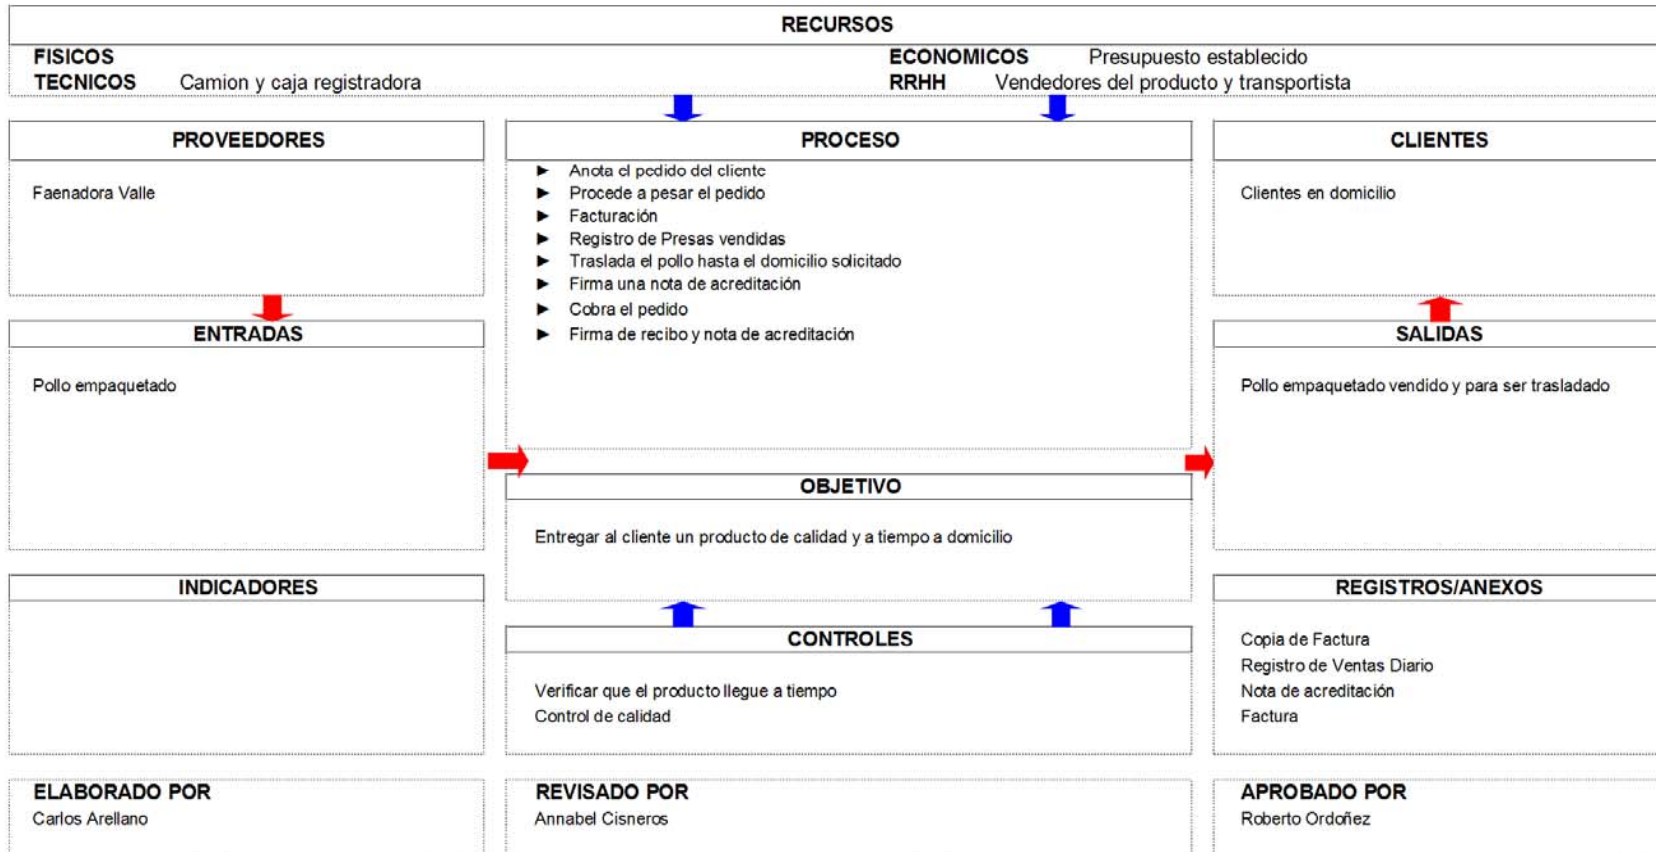 RECURSOS
FISICOS
ECONOMICOS Presupuesto establecido
TECNICOS Camion y caja registradora
RRHH Vendedores del producto y transportista
PROVEEDORES
Faenadora Valle
PROCESO
► Anota el pedido del cliente
► Procede a pesar el pedido
► Facturación
► Registro de Presas vendidas
► Traslada el pollo hasta el domicilio solicitado
► Firma una nota de acreditación
► Cobra el pedido
► Firma de recibo y nota de acreditación
CLIENTES
Clientes en domicilio
ENTRADAS
Pollo empaquetado
SALIDAS
Pollo empaquetado vendido y para ser trasladado
OBJETIVO
Entregar al cliente un producto de calidad y a tiempo a domicilio
INDICADORES
CONTROLES
Verificar que el producto llegue a tiempo
Control de calidad
REGISTROS/ANEXOS
Copia de Factura
Registro de Ventas Diario
Nota de acreditación
Factura
ELABORADO POR
Carlos Arellano
REVISADO POR
Annabel Cisneros
APROBADO POR
Roberto Ordoñez